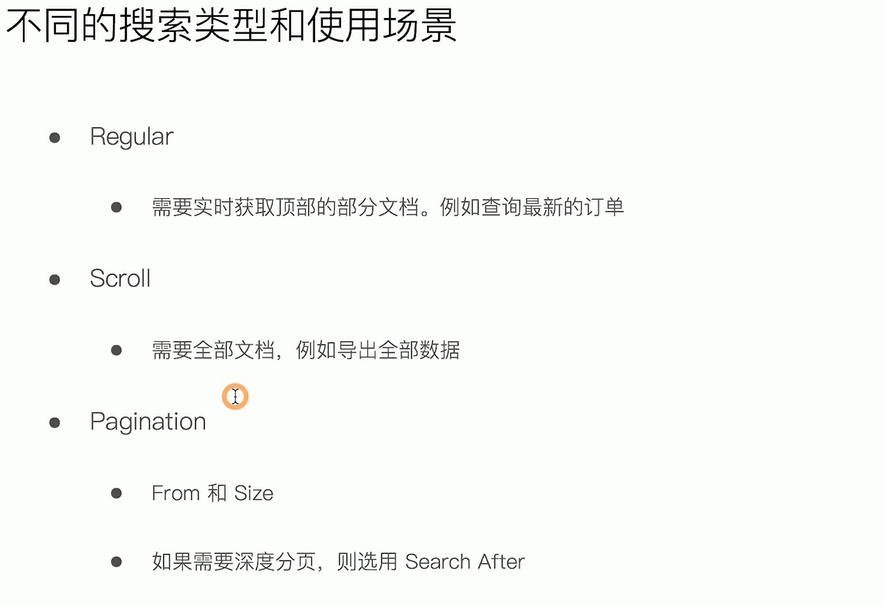 不同的搜索类型和使用场景
Regular
需要实时获取顶部的部分文档。例如查询最新的订单
Scroll
需要全部文档，例如导出全部数据
Pagination
From 和 Size
如果需要深度分页，则选用 Search After